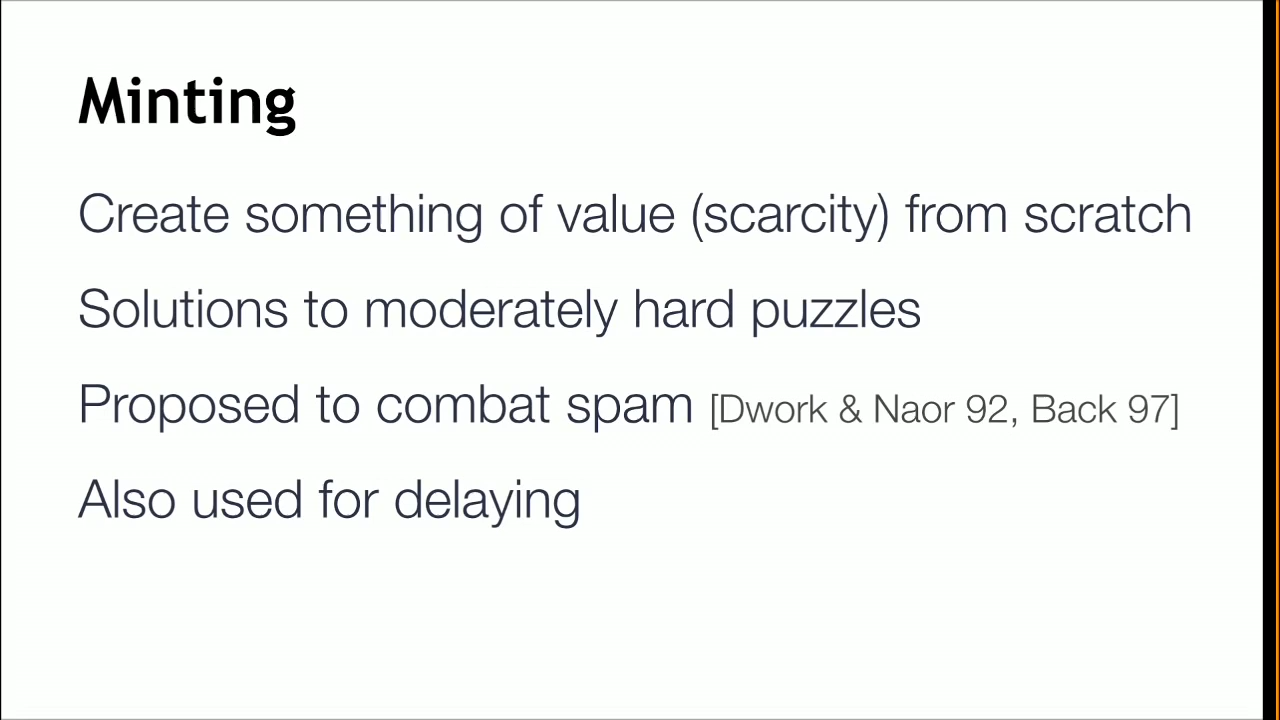 Minting
Create something of value (scarcity) from scratch
Solutions to moderately hard puzzles
Proposed to combat spam [Dwork & Naor 92, Back 97]
Also used for delaying